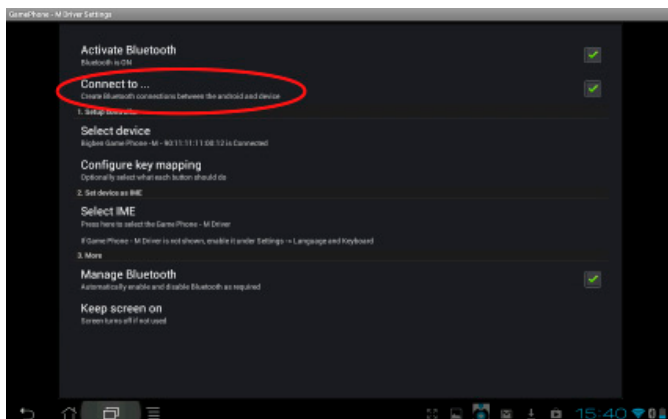 GamePhone - M Driver Settings
Activate Bluetooth
Bluetooth is ON
Connect to ...
Create Bluetooth connections between the android and device
1. Setup
Select device
Bigben Game Phone -M - 90:11:11:11:08:12 is Connected
Configure key mapping
Optionally select what each button should do
2. Set device as IME
Select IME
Press here to select the Game Phone - M Driver
If Game Phone - M Driver is not shown, enable it under Settings -> Language and Keyboard
3. More
Manage Bluetooth
Automatically enable and disable Bluetooth as required
Keep screen on
Screen turns off if not used
15:40